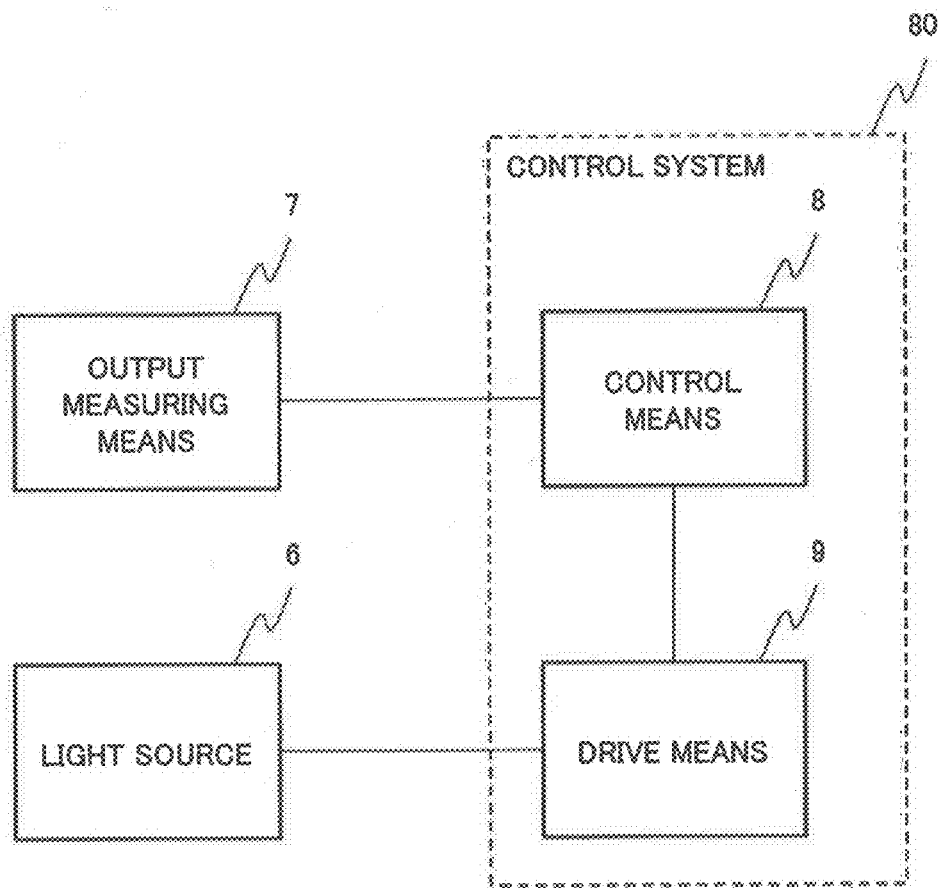 80
CONTROL SYSTEM
7
8
OUTPUT
MEASURING
MEANS
CONTROL
MEANS
6
9
LIGHT SOURCE
DRIVE MEANS